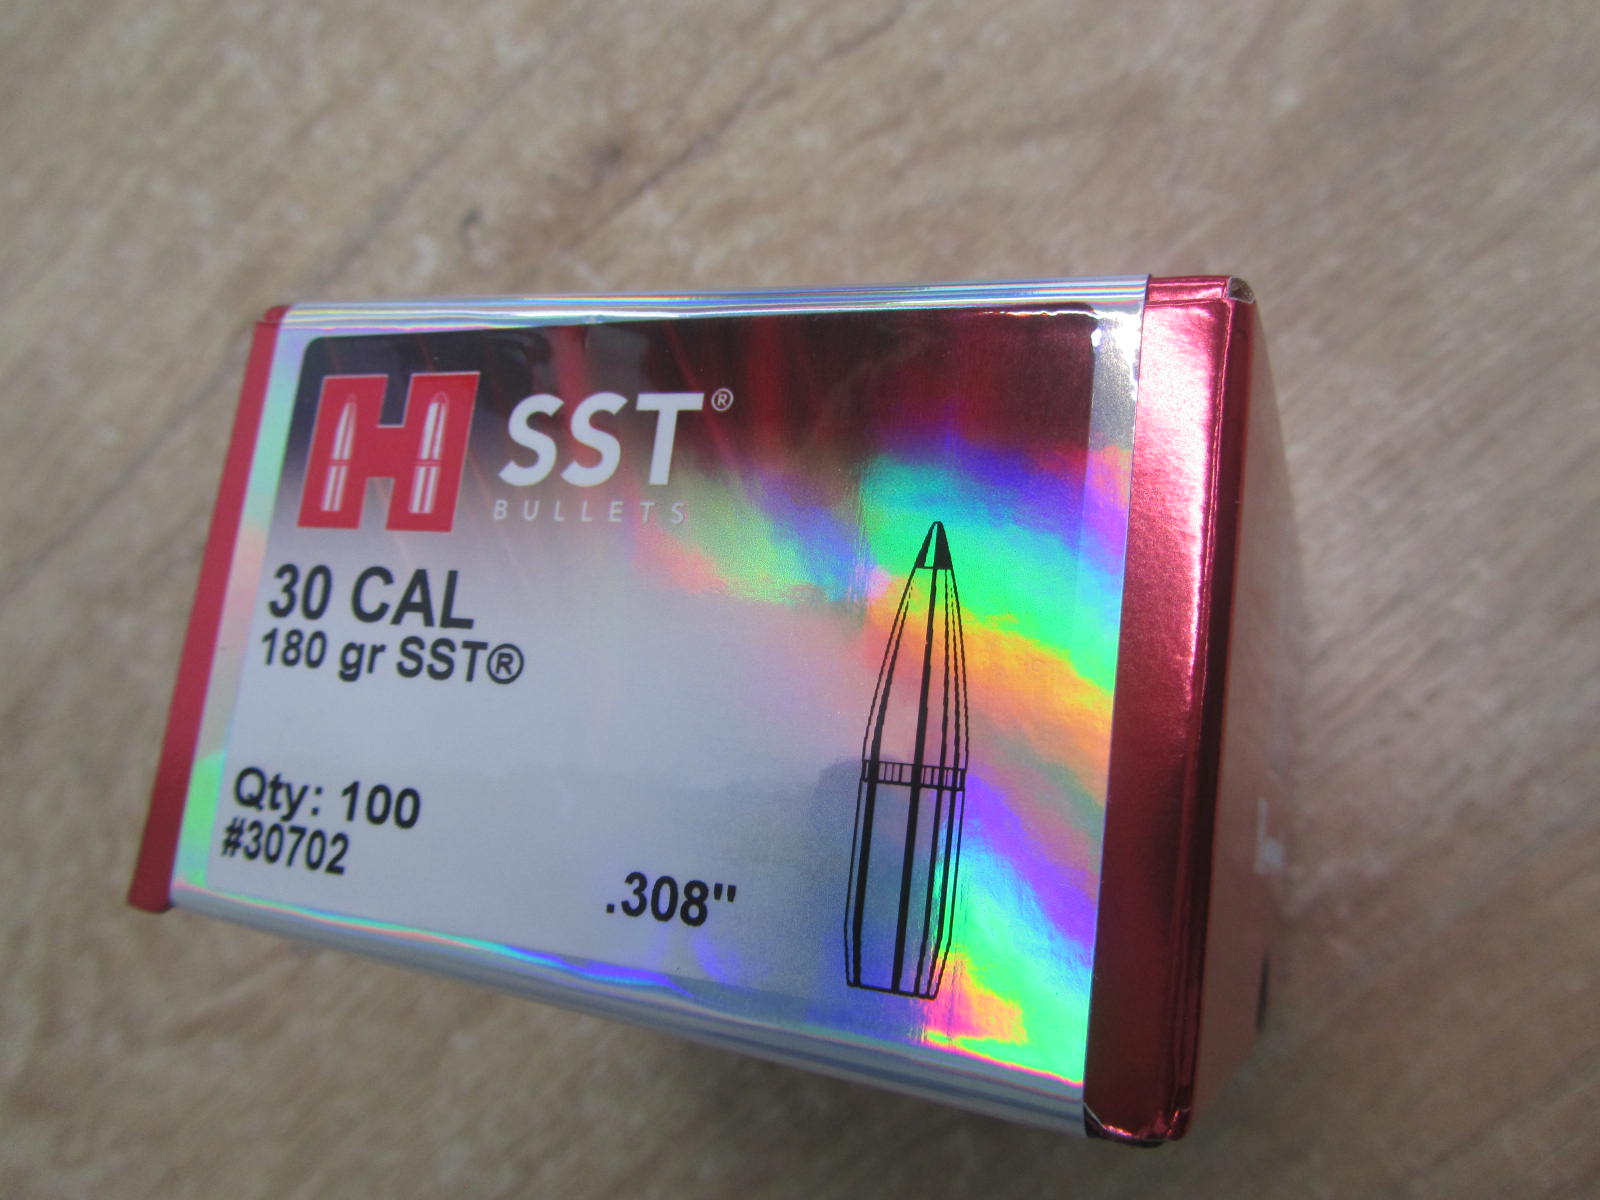 H SST®
BULLETS
30 CAL
180 gr SST®
Qty: 100
#30702
.308"